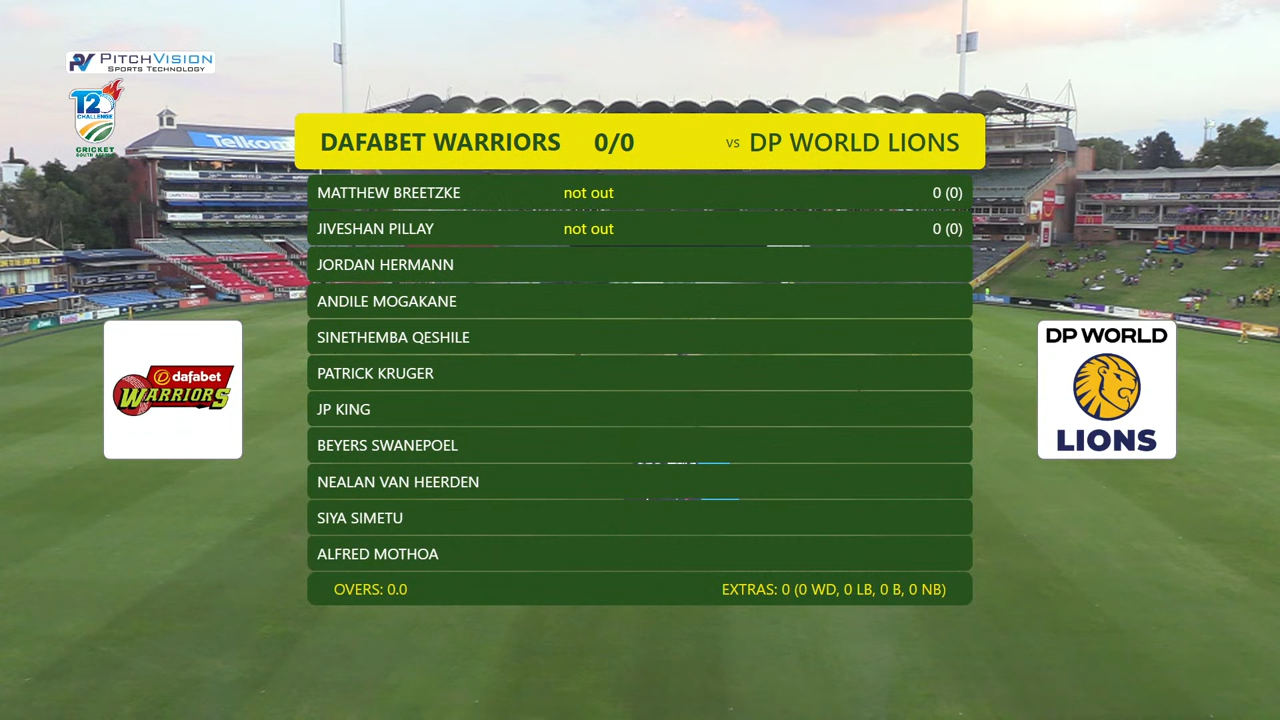 PITCHVISION
SPORTS TECHNOLOGY
T20
CHALLENGE
CRICKET
Telkom
DAFABET WARRIORS 0/0 vs DP WORLD LIONS
MATTHEW BREETZKE not out 0 (0)
JIVESHAN PILLAY not out 0 (0)
JORDAN HERMANN
ANDILE MOGAKANE
SINETHEMBA QESHILE
PATRICK KRUGER
JP KING
BEYERS SWANEPOEL
NEALAN VAN HEERDEN
SIYA SIMETU
ALFRED MOTHOA
OVERS: 0.0 EXTRAS: 0 (0 WD, 0 LB, 0 B, 0 NB)
dafabet
WARRIORS
DP WORLD
LIONS